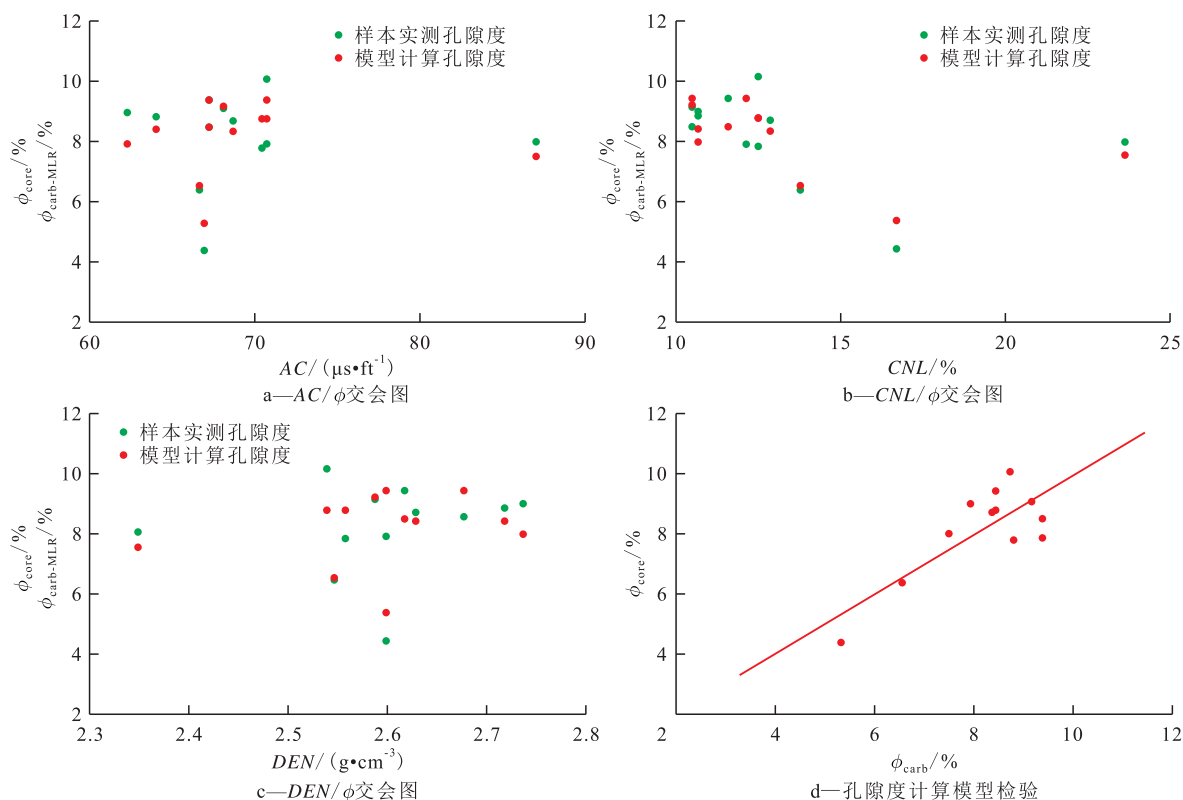 12
10
8
6
4
2
ϕcore/%
ϕcarb-MLR/%
样本实测孔隙度
模型计算孔隙度
60 70 80 90
AC/(μs•ft-1)
a—AC/ϕ交会图
12
10
8
6
4
2
ϕcore/%
ϕcarb-MLR/%
样本实测孔隙度
模型计算孔隙度
10 15 20 25
CNL/%
b—CNL/ϕ交会图
12
10
8
6
4
2
ϕcore/%
ϕcarb-MLR/%
样本实测孔隙度
模型计算孔隙度
2.3 2.4 2.5 2.6 2.7 2.8
DEN/(g•cm-3)
c—DEN/ϕ交会图
12
10
8
6
4
2
ϕcore/%
2 4 6 8 10 12
ϕcarb/%
d—孔隙度计算模型检验